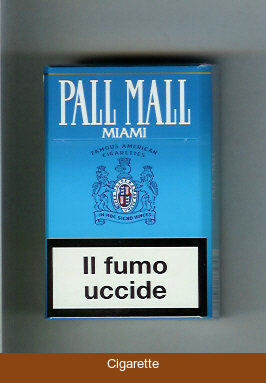 PALL MALL
MIAMI
FAMOUS AMERICAN
CIGARETTES
IN HOC SIGNO VINCES
Il fumo
uccide
Cigarette